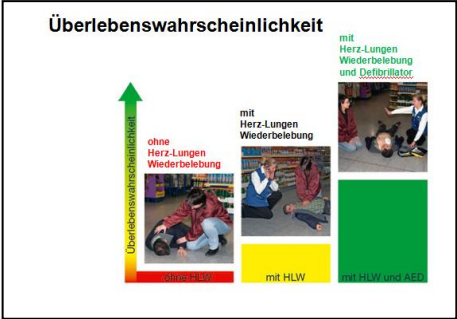 Überlebenswahrscheinlichkeit
mit
Herz-Lungen
Wiederbelebung
und Defibrillator
mit
Herz-Lungen
Wiederbelebung
ohne
Herz-Lungen
Wiederbelebung
Überlebenswahrscheinlichkeit
ohne HLW
mit HLW
mit HLW und AED